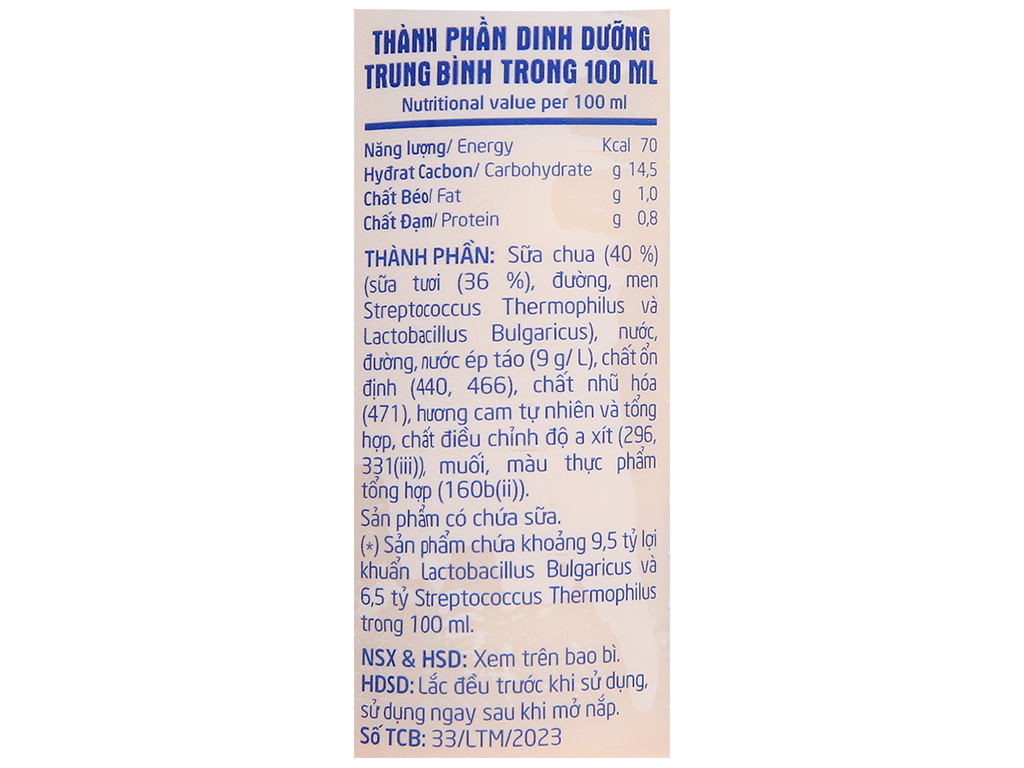 THÀNH PHẦN DINH DƯỠNG
TRUNG BÌNH TRONG 100 ML
Nutritional value per 100 ml
Năng lượng/ Energy Kcal 70
Hyđrat Cacbon/ Carbohydrate g 14,5
Chất Béo/ Fat g 1,0
Chất Đạm/ Protein g 0,8
THÀNH PHẦN: Sữa chua (40 %)
(sữa tươi (36 %), đường, men
Streptococcus Thermophilus và
Lactobacillus Bulgaricus), nước,
đường, nước ép táo (9 g/ L), chất ổn
định (440, 466), chất nhũ hóa
(471), hương cam tự nhiên và tổng
hợp, chất điều chỉnh độ a xít (296,
331(iii)), muối, màu thực phẩm
tổng hợp (160b(ii)).
Sản phẩm có chứa sữa.
(*) Sản phẩm chứa khoảng 9,5 tỷ lợi
khuẩn Lactobacillus Bulgaricus và
6,5 tỷ Streptococcus Thermophilus
trong 100 ml.
NSX & HSD: Xem trên bao bì.
HDSD: Lắc đều trước khi sử dụng,
sử dụng ngay sau khi mở nắp.
Số TCB: 33/LTM/2023